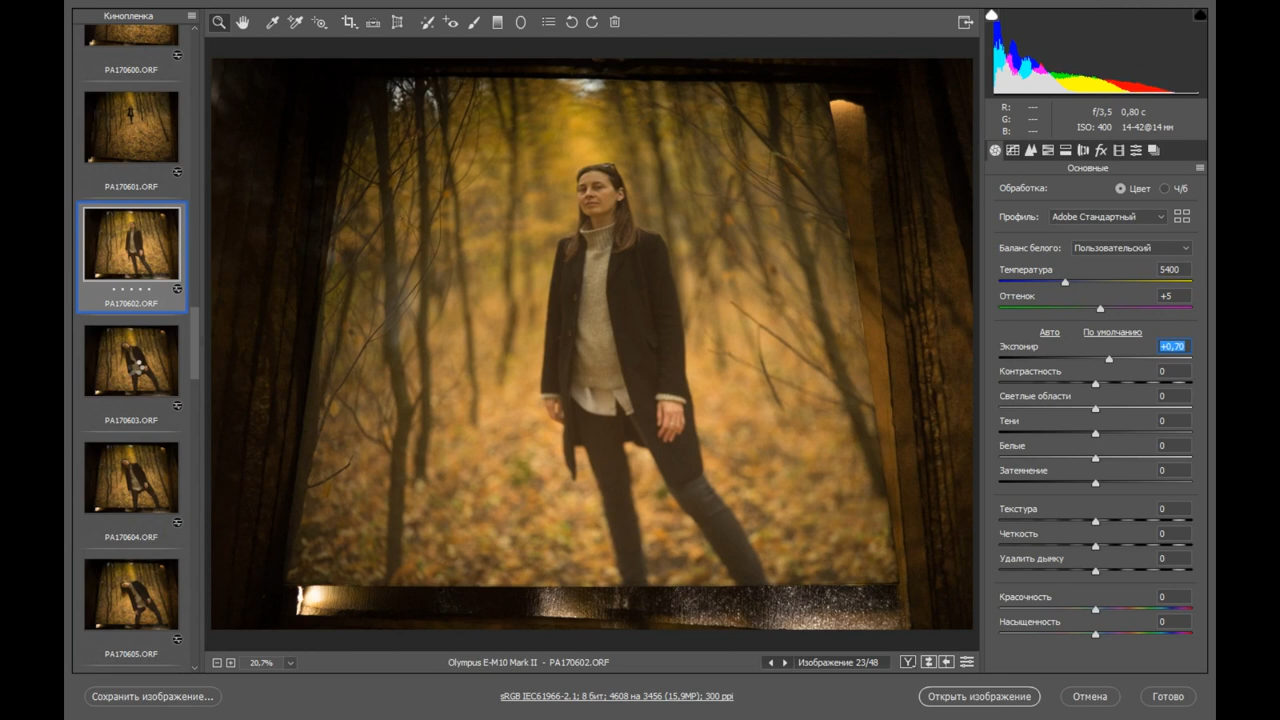 Кинопленка
PA170600.ORF
PA170601.ORF
PA170602.ORF
PA170603.ORF
PA170604.ORF
PA170605.ORF
20,7%
Olympus E-M10 Mark II - PA170602.ORF
Изображение 23/48
Сохранить изображение...
sRGB IEC61966-2.1; 8 бит; 4608 на 3456 (15,9МР); 300 ppi
Открыть изображение
Отмена
Готово
R: ---
G: ---
B: ---
f/3,5 0,80 с
ISO: 400 14-42@14 мм
fx
Основные
Обработка: Цвет Ч/б
Профиль: Adobe Стандартный
Баланс белого: Пользовательский
Температура 5400
Оттенок +5
Авто По умолчанию
Экспонир +0,70
Контрастность 0
Светлые области 0
Тени 0
Белые 0
Затемнение 0
Текстура 0
Четкость 0
Удалить дымку 0
Красочность 0
Насыщенность 0